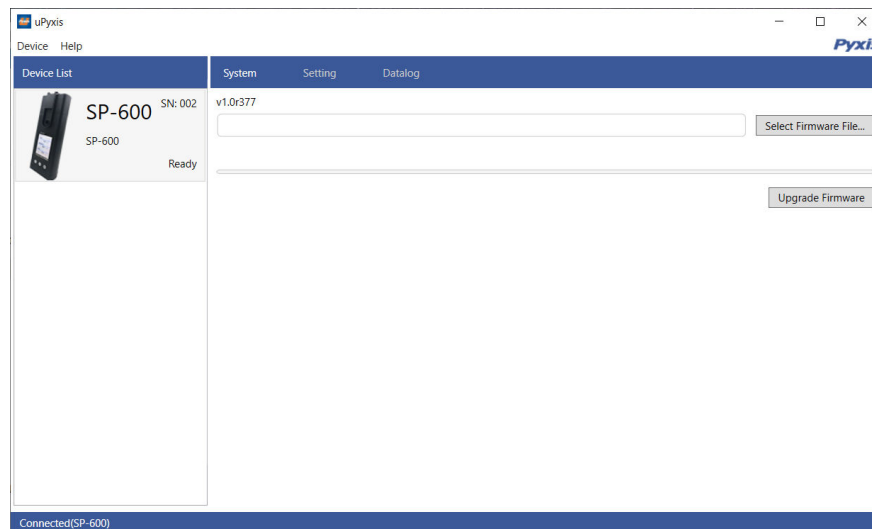 uPyxis
Device Help
Device List
System Setting Datalog
SP-600 SN: 002
SP-600
Ready
v1.0r377
Select Firmware File...
Upgrade Firmware
Connected(SP-600)